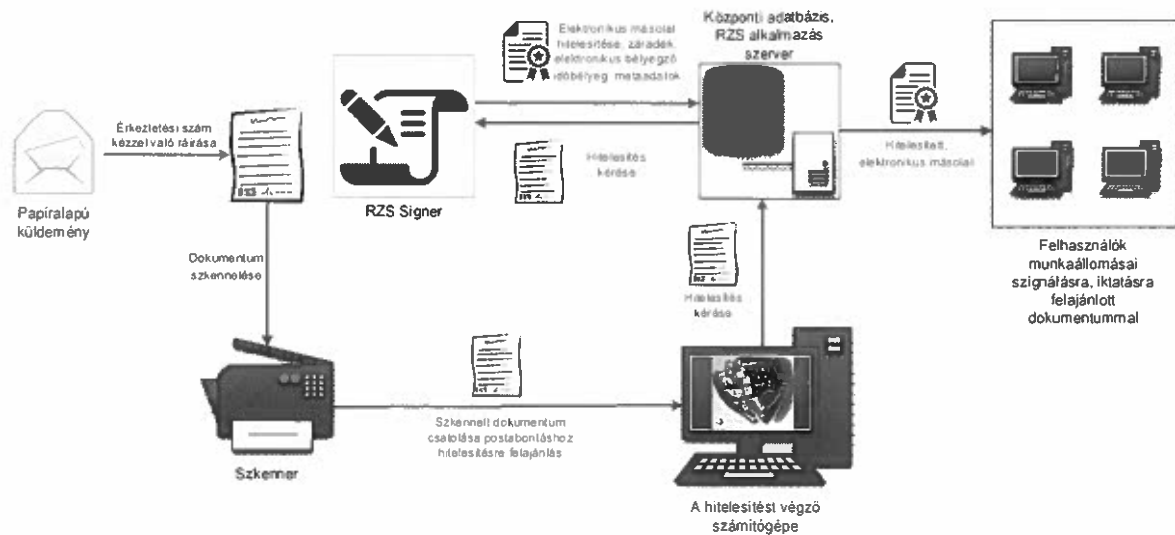 Papíralapú
küldemény
Érkeztetési szám
kézzel való ráírása
Dokumentum
szkennelése
Szkenner
Szkennelt dokumentum
csatolása postabontáshoz
hitelesítésre felajánlás
A hitelesítést végző
számítógépe
Hitelesítés
kérése
Központi adatbázis,
RZS alkalmazás
szerver
Hitelesítés
kérése
RZS Signer
Elektronikus másolat
hitelesítése, záradék,
elektronikus bélyegző
időbélyeg, metaadatok
Hitelesített,
elektronikus másolat
Felhasználók
munkaállomásai
szignálásra, iktatásra
felajánlott
dokumentummal